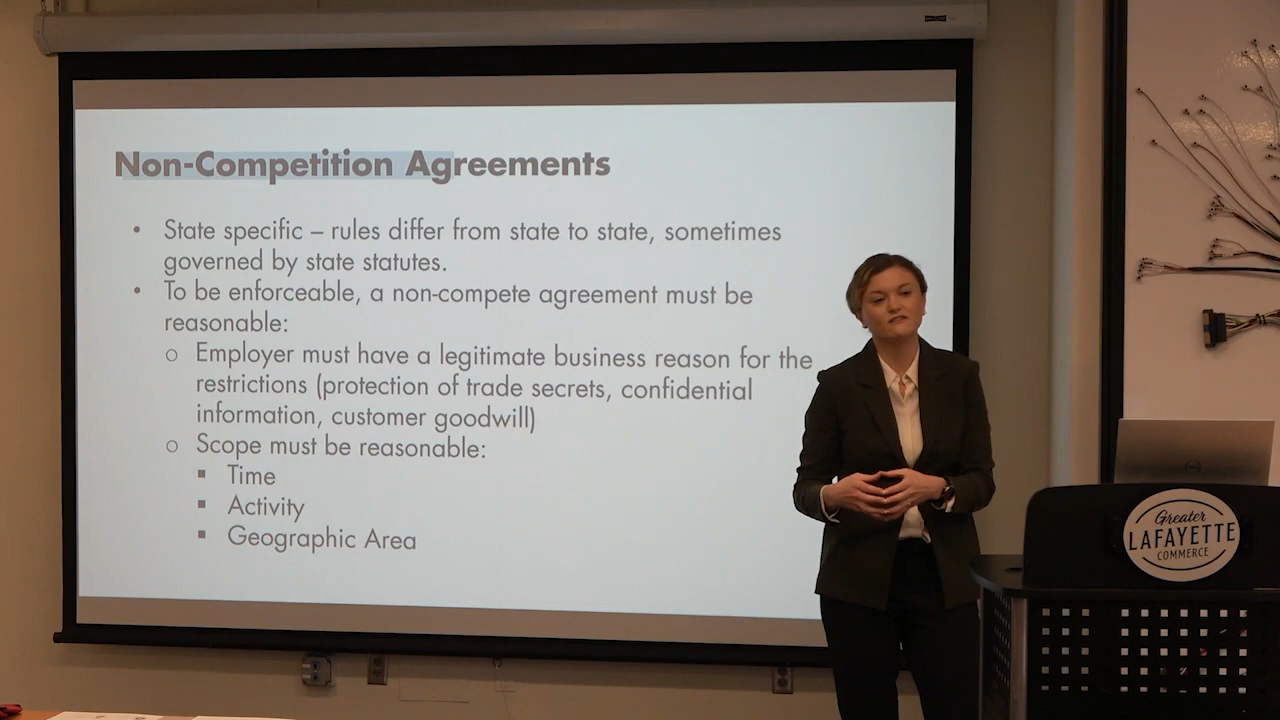 Non-Competition Agreements
• State specific – rules differ from state to state, sometimes
governed by state statutes.
• To be enforceable, a non-compete agreement must be
reasonable:
o Employer must have a legitimate business reason for the
restrictions (protection of trade secrets, confidential
information, customer goodwill)
o Scope must be reasonable:
▪ Time
▪ Activity
▪ Geographic Area
Greater
LAFAYETTE
COMMERCE